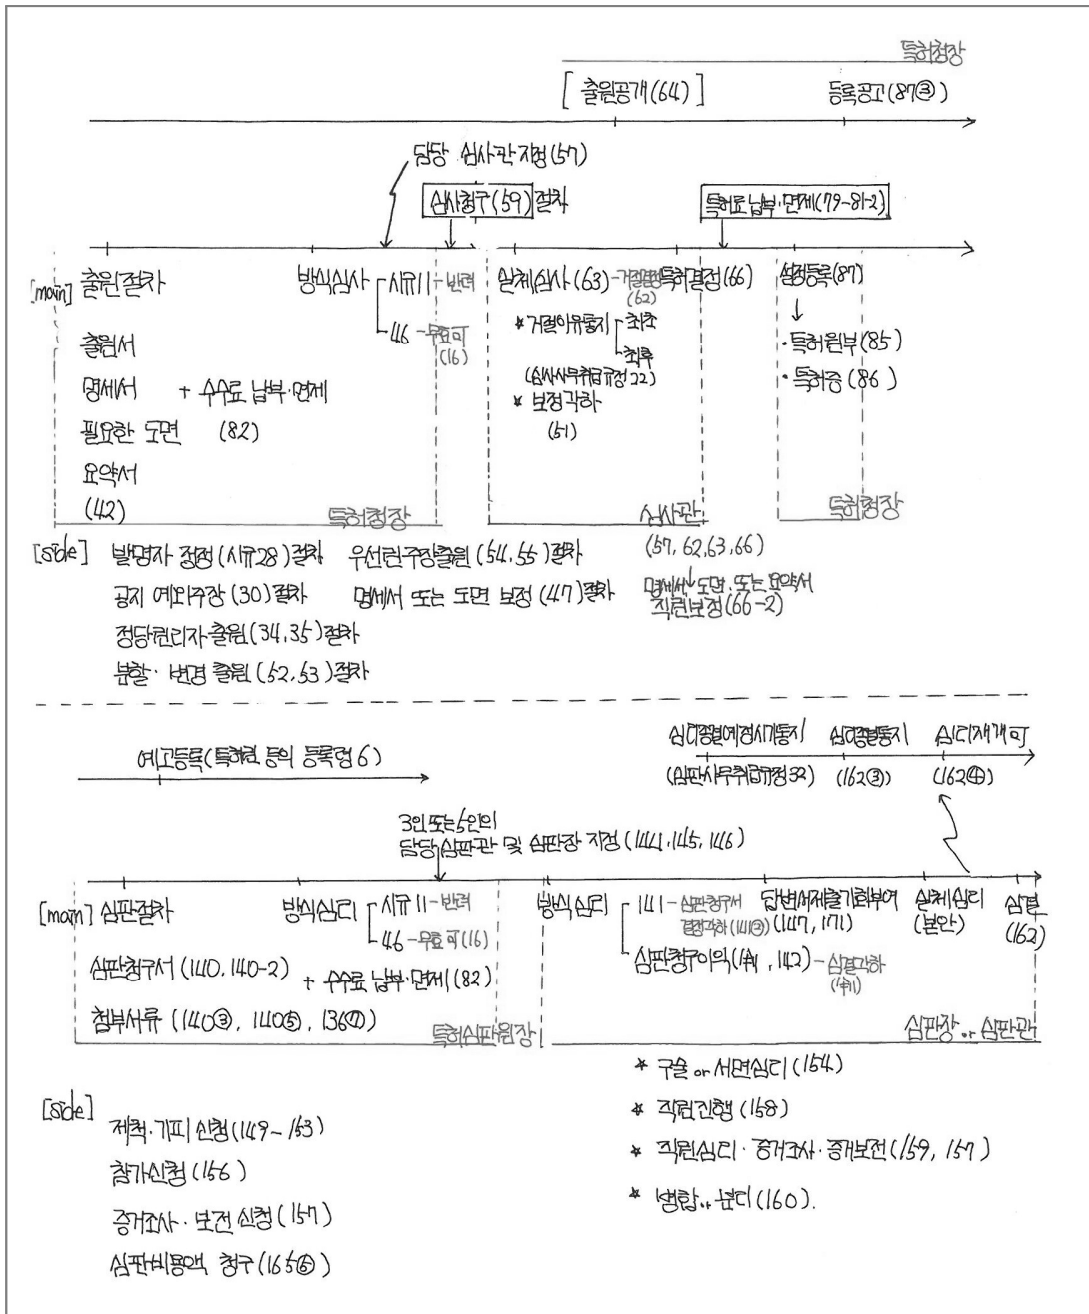 특허청장
[ 출원공개(64) ] 등록공고(87③)
담당 심사관 지정(57)
심사청구(59) 절차 특허료 납부·면제(79~81-2)
[main] 출원절차 방식심사 시규11 - 반려 실체심사(63) - 거절결정(62) 특허결정(66) 설정등록(87)
46 - 무효可(16)
* 거절이유통지 최초
최후
(심사사무취급규정22)
* 보정각하
(51)
· 특허원부(85)
· 특허증(86)
출원서
명세서 + 수수료 납부·면제
필요한 도면 (82)
요약서
(42)
특허청장 심사관 특허청장
(57, 62, 63, 66)
명세서, 도면, 또는 요약서
직권보정(66-2)
[side] 발명자 정정(시규28)절차 우선권주장출원(54,55)절차
공지 예외주장(30)절차 명세서 또는 도면 보정(47)절차
정당권리자·출원(34,35)절차
분할· 변경 출원(52,53)절차
예고등록(특허권 등의 등록령6) 심리종결예정시기통지 심리종결통지 심리재개可
(심판사무취급규정32) (162③) (162④)
3인 또는 5인의
담당심판관 및 심판장 지정(144,145,146)
[main] 심판절차 방식심리 시규11 - 반려 방식심리 141 - 심판청구서 결정각하(141③) 답변서제출기회부여 (147, 171) 실체심리 (본안) 심결 (162)
46 - 무효可(16) 심판청구이익( , 142) - 심결각하
심판청구서(140, 140-2) + 수수료 납부·면제(82)
첨부서류(140③, 140⑤, 136⑦)
특허심판원장 심판장 or 심판관
* 구술 or 서면심리(154)
* 직권진행(158)
* 직권심리· 증거조사· 증거보전(159, 157)
* 병합 or 분리(160).
[side]
제척·기피 신청(149~153)
참가신청(156)
증거조사· 보전 신청(157)
심판비용액 청구(165⑤)